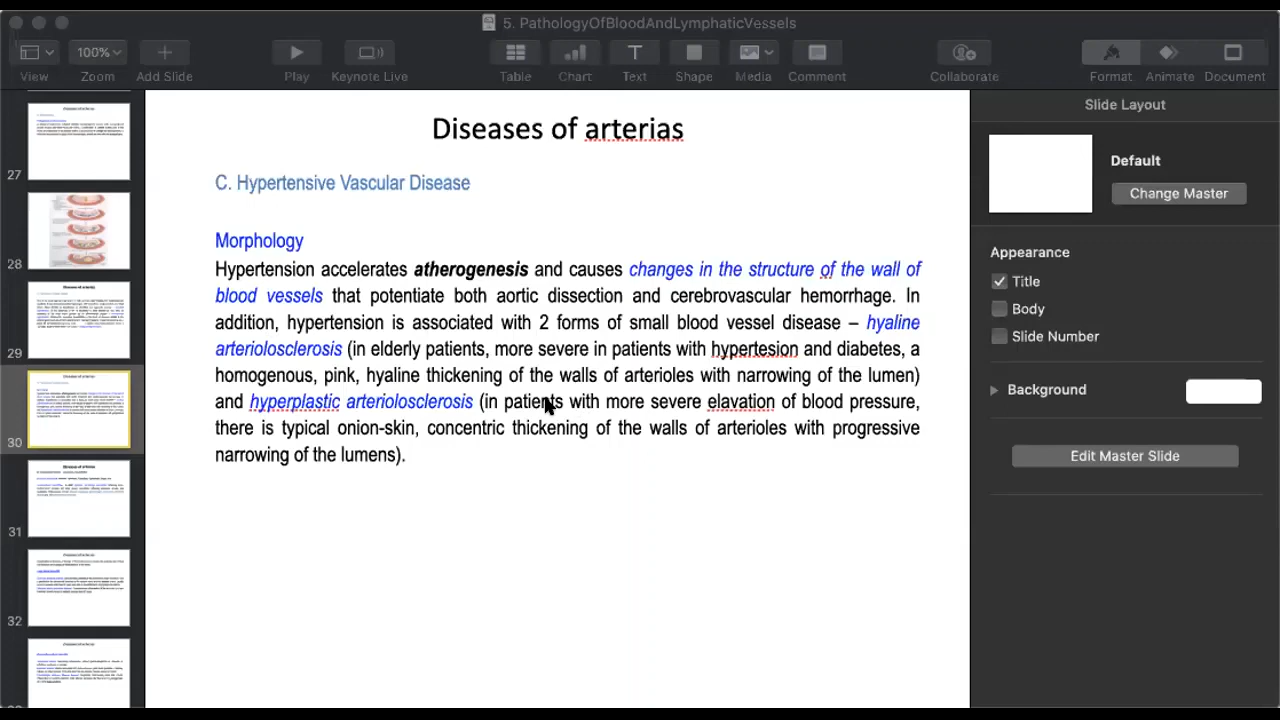 5. PathologyOfBloodAndLymphaticVessels
100%
View
Zoom
Add Slide
Play
Keynote Live
Table
Chart
Text
Shape
Media
Comment
Collaborate
Format
Animate
Document
27
28
29
30
31
32
Diseases of arterias
C. Hypertensive Vascular Disease
Morphology
Hypertension accelerates atherogenesis and causes changes in the structure of the wall of
blood vessels that potentiate both aortic dissection and cerebrovascular hemorrhage. In
addition, hypertension is associated with 2 forms of small blood vessel disease – hyaline
arteriolosclerosis (in elderly patients, more severe in patients with hypertesion and diabetes, a
homogenous, pink, hyaline thickening of the walls of arterioles with narrowing of the lumen)
and hyperplastic arteriolosclerosis (in patients with more severe elavation of blood pressure,
there is typical onion-skin, concentric thickening of the walls of arterioles with progressive
narrowing of the lumens).
Slide Layout
Default
Change Master
Appearance
Title
Body
Slide Number
Background
Edit Master Slide